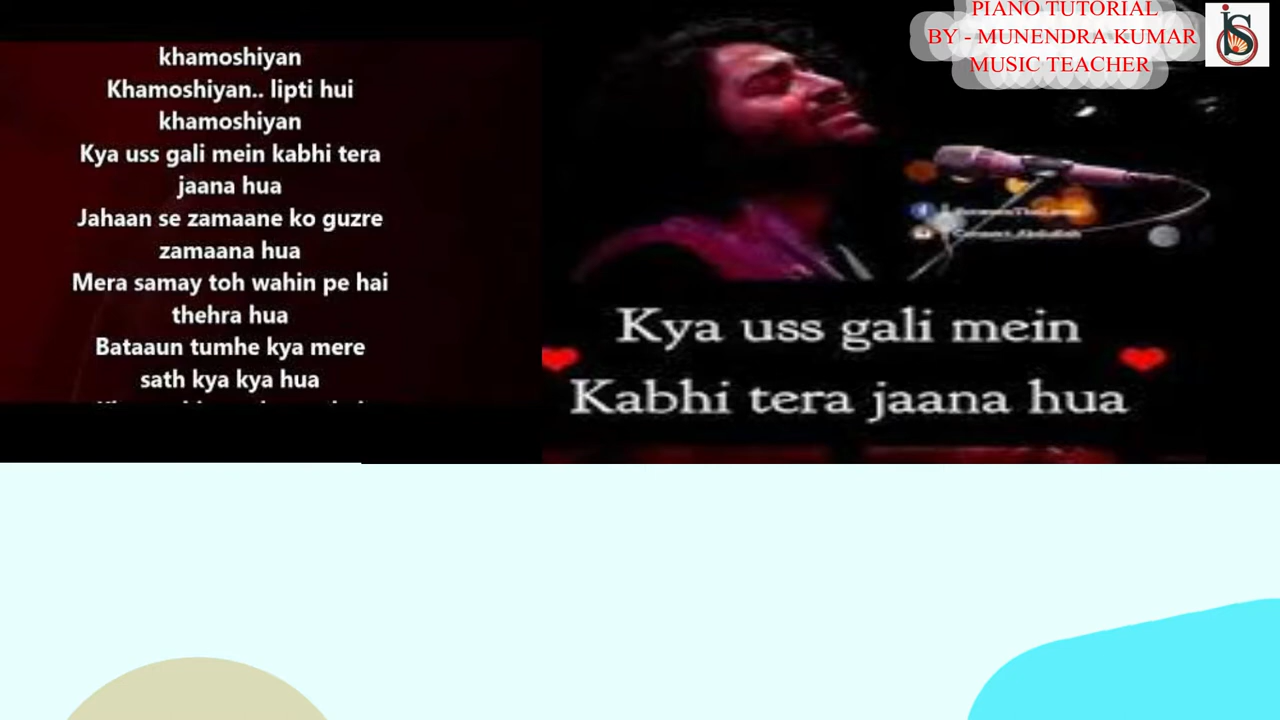 khamoshiyan
Khamoshiyan.. lipti hui
khamoshiyan
Kya uss gali mein kabhi tera
jaana hua
Jahaan se zamaane ko guzre
zamaana hua
Mera samay toh wahin pe hai
thehra hua
Bataaun tumhe kya mere
sath kya kya hua
PIANO TUTORIAL
BY - MUNENDRA KUMAR
MUSIC TEACHER
Kya uss gali mein
Kabhi tera jaana hua